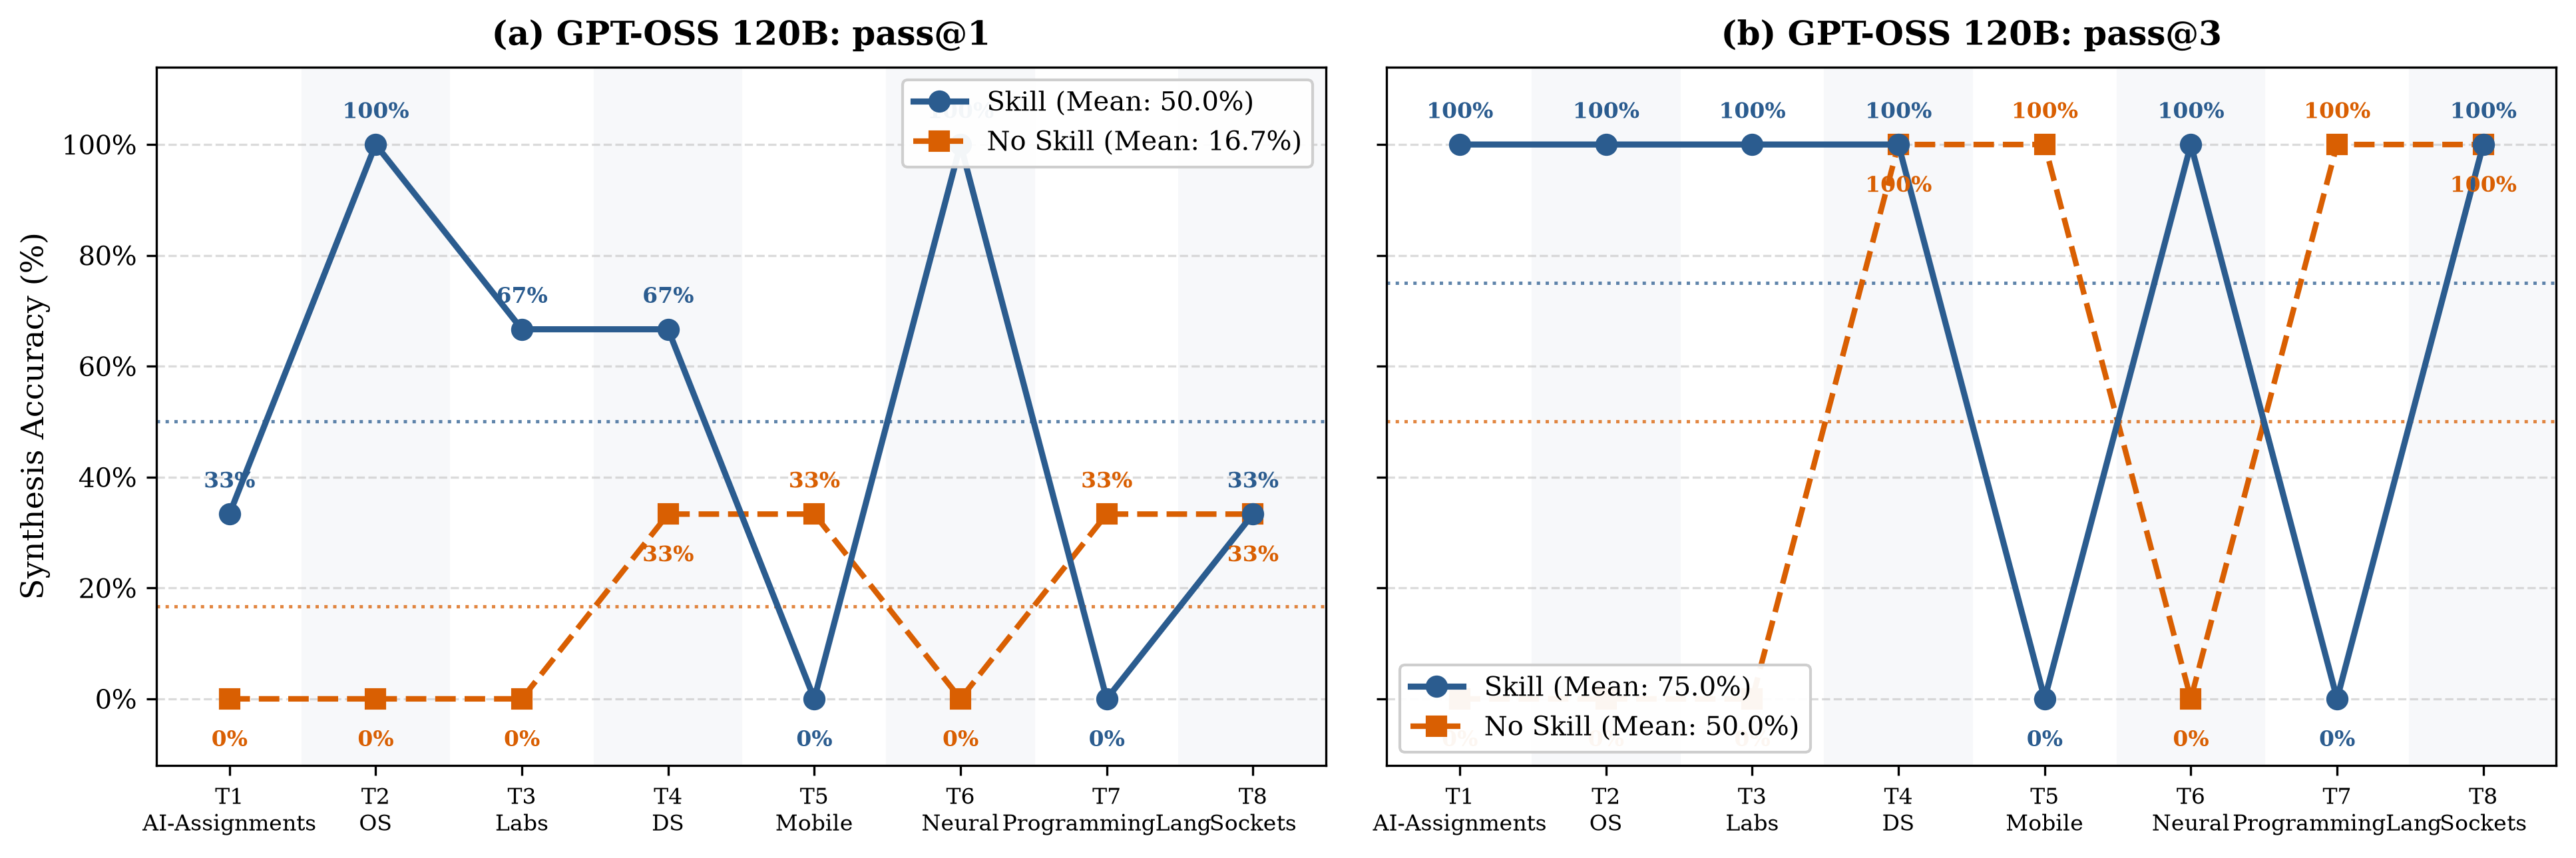 (a) GPT-OSS 120B: pass@1
Synthesis Accuracy (%)
100%
80%
60%
40%
20%
0%
Skill (Mean: 50.0%)
No Skill (Mean: 16.7%)
33%
100%
67%
67%
0%
100%
0%
33%
0%
0%
0%
33%
33%
0%
33%
33%
T1
AI-Assignments
T2
OS
T3
Labs
T4
DS
T5
Mobile
T6
Neural
T7
ProgrammingLang
T8
Sockets
(b) GPT-OSS 120B: pass@3
100%
100%
100%
100%
0%
100%
0%
100%
100%
100%
0%
100%
100%
Skill (Mean: 75.0%)
No Skill (Mean: 50.0%)
T1
AI-Assignments
T2
OS
T3
Labs
T4
DS
T5
Mobile
T6
Neural
T7
ProgrammingLang
T8
Sockets